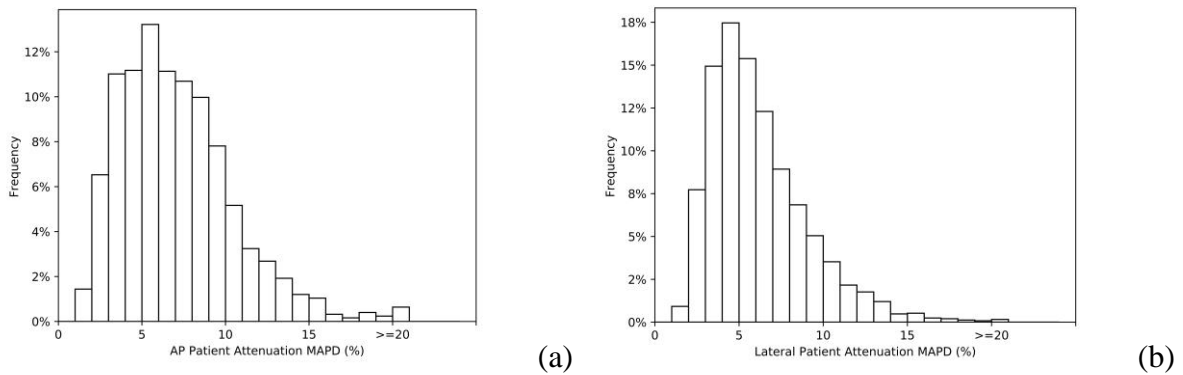 12%
10%
8%
6%
4%
2%
0%
Frequency
0 5 10 15 >=20
AP Patient Attenuation MAPD (%)
(a)
18%
15%
12%
10%
8%
5%
2%
0%
Frequency
0 5 10 15 >=20
Lateral Patient Attenuation MAPD (%)
(b)